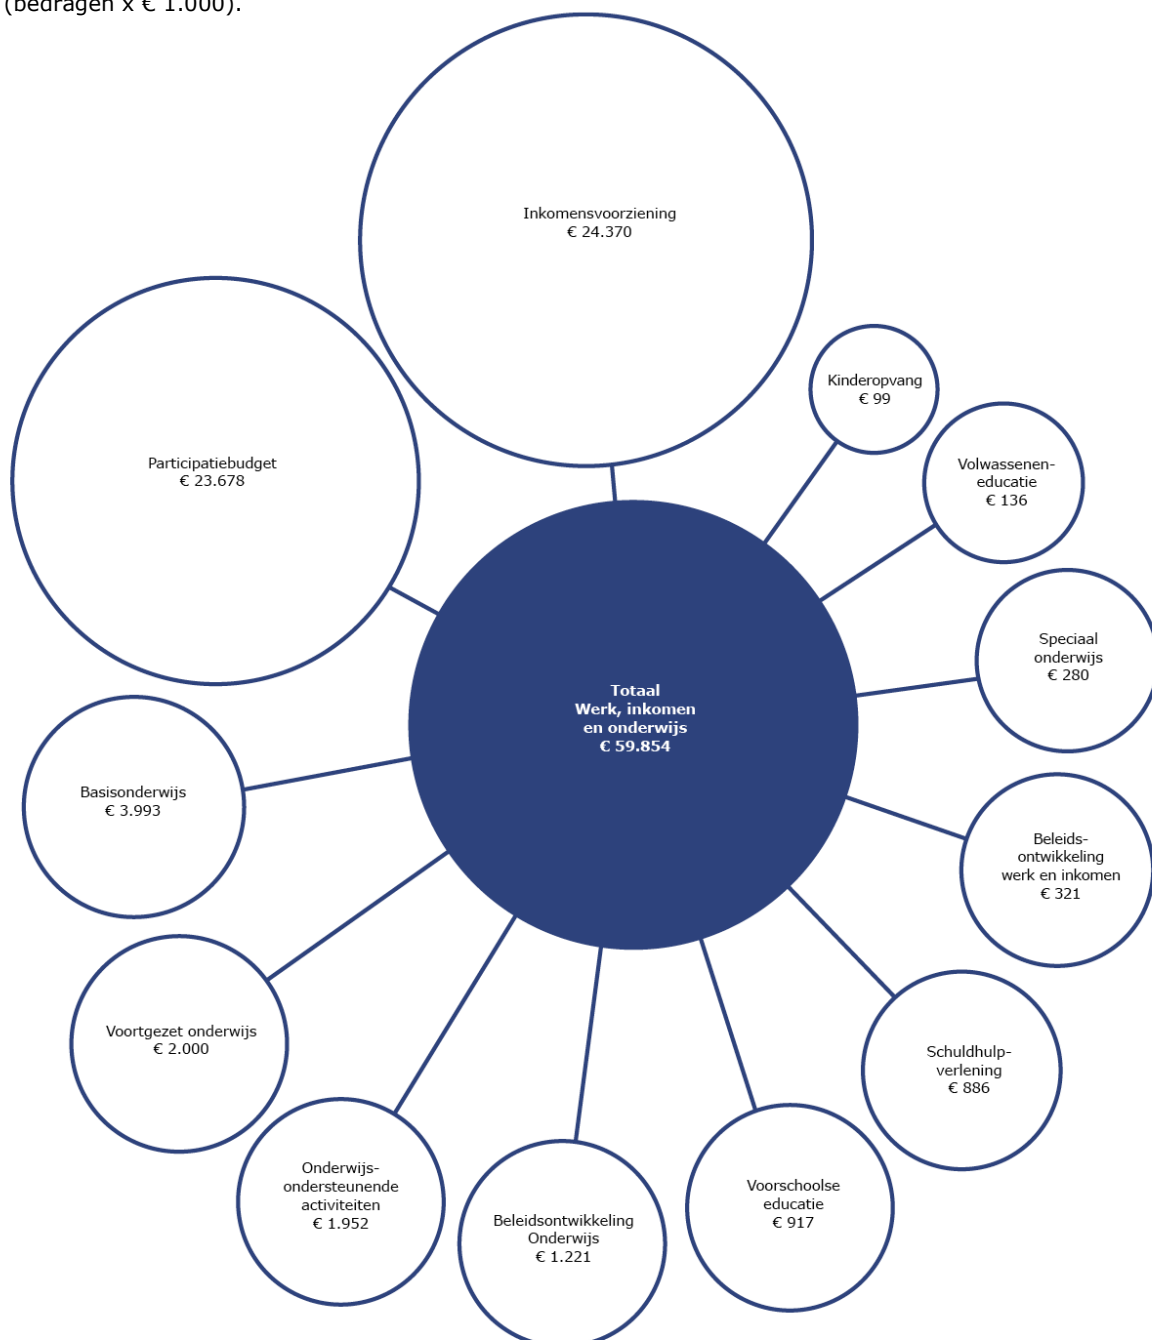 (bedragen x € 1.000).
Inkomensvoorziening
€ 24.370
Kinderopvang
€ 99
Participatiebudget
€ 23.678
Volwassenen-
educatie
€ 136
Speciaal
onderwijs
€ 280
Totaal
Werk, inkomen
en onderwijs
€ 59.854
Basisonderwijs
€ 3.993
Beleids-
ontwikkeling
werk en inkomen
€ 321
Voortgezet onderwijs
€ 2.000
Schuldhulp-
verlening
€ 886
Onderwijs-
ondersteunende
activiteiten
€ 1.952
Beleidsontwikkeling
Onderwijs
€ 1.221
Voorschoolse
educatie
€ 917